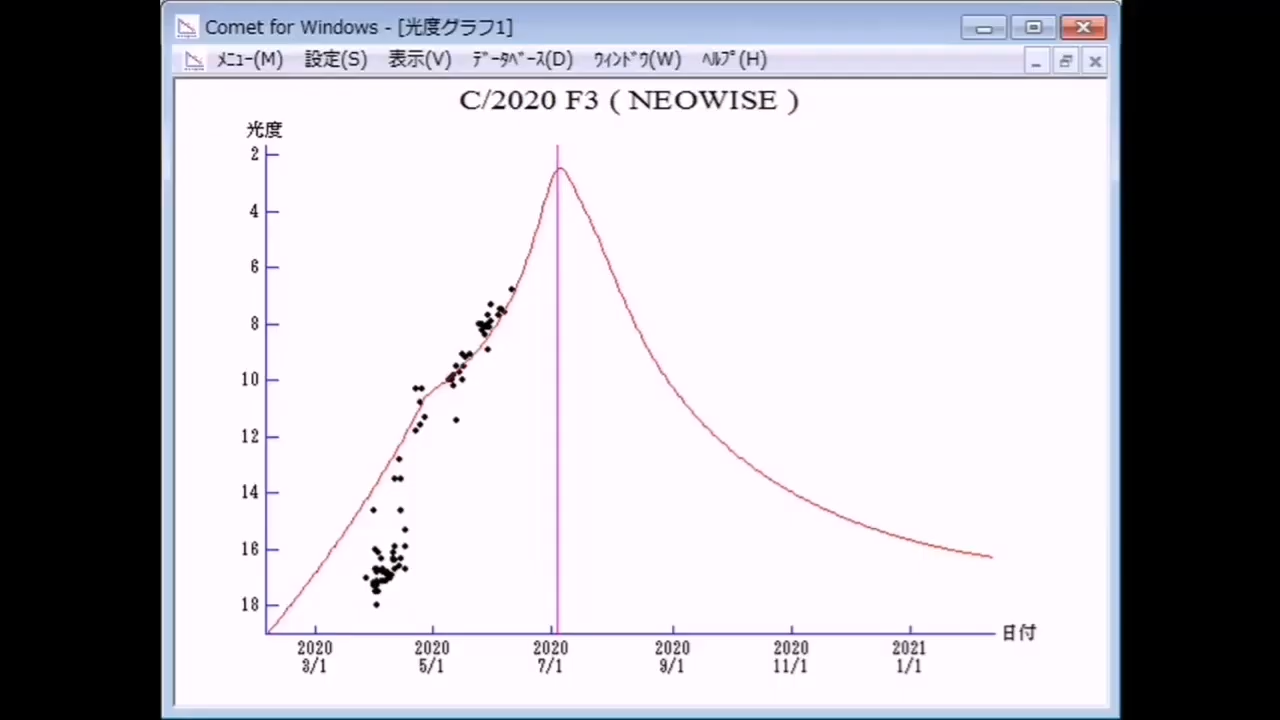 Comet for Windows - [光度グラフ1]
ﾒﾆｭｰ(M) 設定(S) 表示(V) ﾃﾞｰﾀﾍﾞｰｽ(D) ｳｨﾝﾄﾞｳ(W) ﾍﾙﾌﾟ(H)
C/2020 F3 ( NEOWISE )
光度
2
4
6
8
10
12
14
16
18
日付
2020 2020 2020 2020 2020 2021
3/1 5/1 7/1 9/1 11/1 1/1